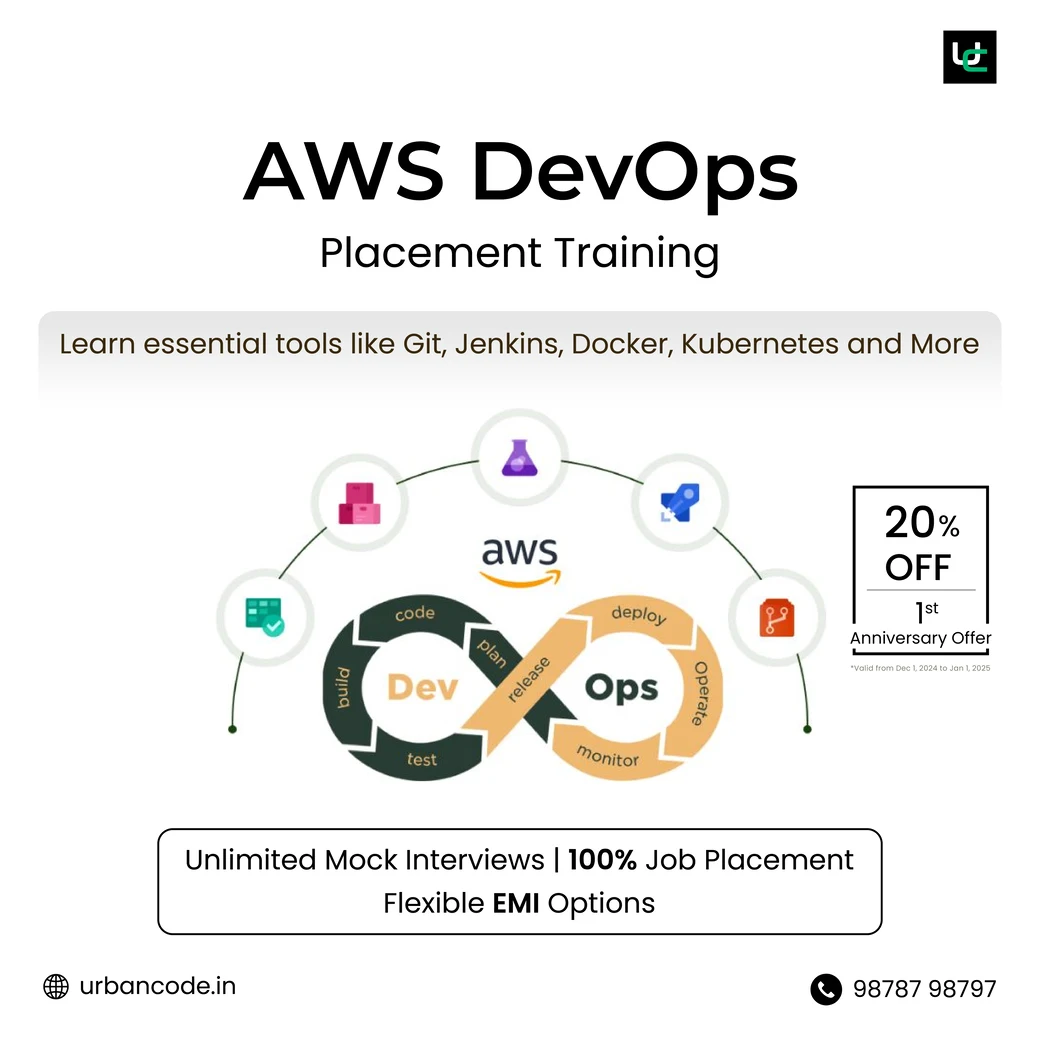 UC
AWS DevOps
Placement Training
Learn essential tools like Git, Jenkins, Docker, Kubernetes and More
aws
code
plan
build
test
Dev
release
deploy
Operate
monitor
Ops
20%
OFF
1st
Anniversary Offer
*Valid from Dec 1, 2024 to Jan 1, 2025
Unlimited Mock Interviews | 100% Job Placement
Flexible EMI Options
urbancode.in
98787 98797